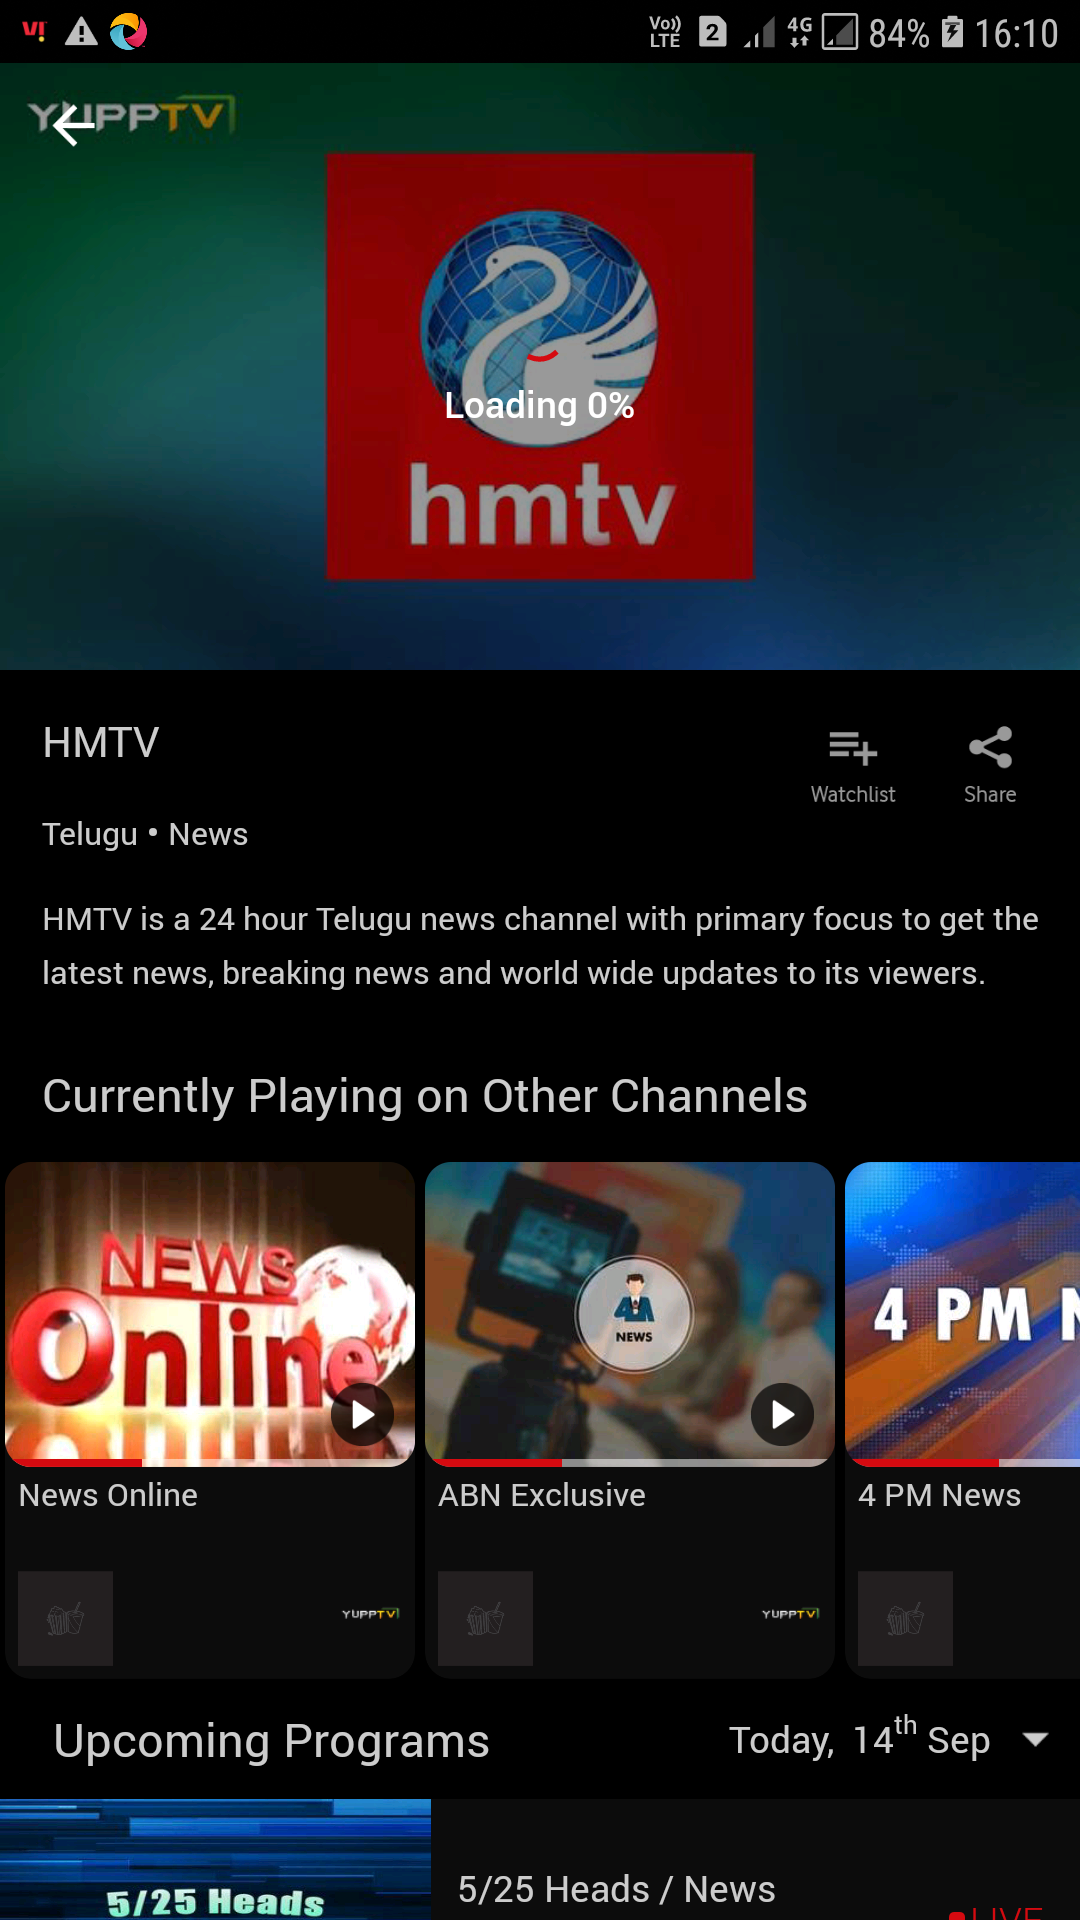 Vo)) LTE 2 4G 84% 16:10
YUPPTV
Loading 0%
hmtv
HMTV
Watchlist Share
Telugu • News
HMTV is a 24 hour Telugu news channel with primary focus to get the
latest news, breaking news and world wide updates to its viewers.
Currently Playing on Other Channels
NEWS
Online
NEWS
4 PM N
News Online
ABN Exclusive
4 PM News
YUPPTV
YUPPTV
Upcoming Programs
Today, 14th Sep
5/25 Heads
5/25 Heads / News
LIVE